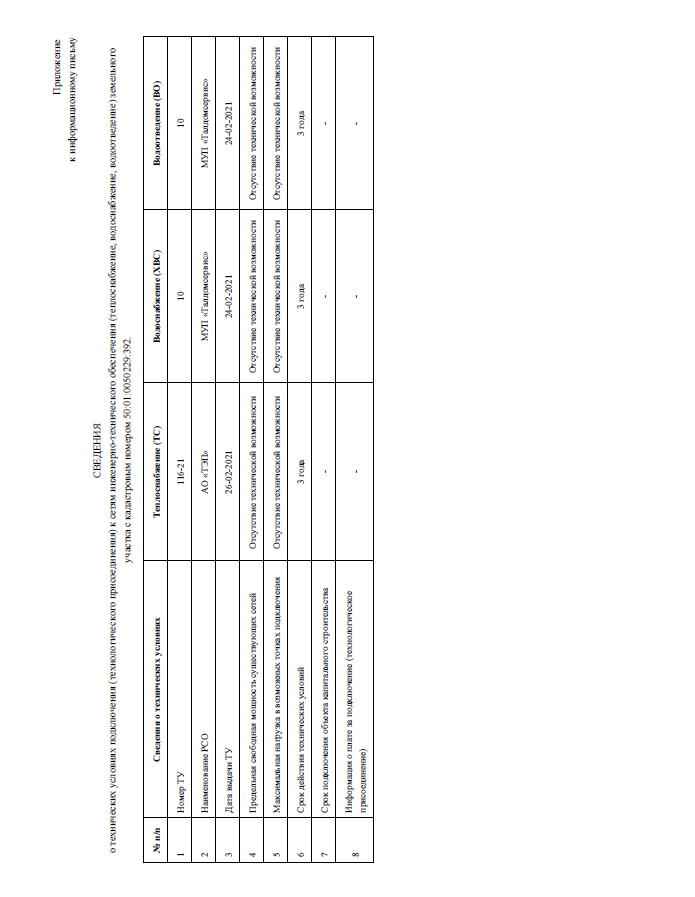 Приложение
к информационному письму
СВЕДЕНИЯ
о технических условиях подключения (технологического присоединения) к сетям инженерно-технического обеспечения (теплоснабжение, водоснабжение, водоотведение) земельного
участка с кадастровым номером 50:01:0050229:392.
№ п/п Сведения о технических условиях Теплоснабжение (ТС) Водоснабжение (ХВС) Водоотведение (ВО)
1 Номер ТУ 116-21 10 10
2 Наименование РСО АО «ТЭП» МУП «Талдомсервис» МУП «Талдомсервис»
3 Дата выдачи ТУ 26-02-2021 24-02-2021 24-02-2021
4 Предельная свободная мощность существующих сетей Отсутствие технической возможности Отсутствие технической возможности Отсутствие технической возможности
5 Максимальная нагрузка в возможных точках подключения Отсутствие технической возможности Отсутствие технической возможности Отсутствие технической возможности
6 Срок действия технических условий 3 года 3 года 3 года
7 Срок подключения объекта капитального строительства - - -
8 Информация о плате за подключение (технологическое
присоединение) - - -